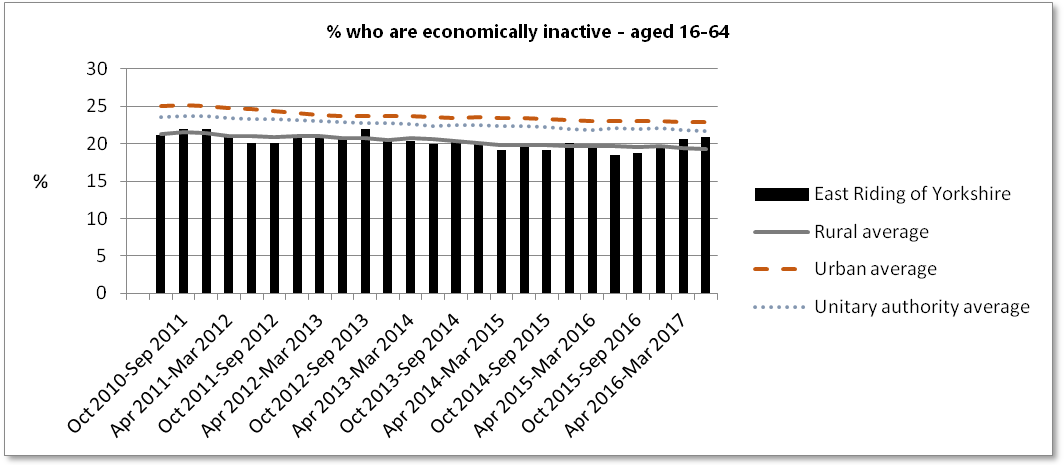 % who are economically inactive - aged 16-64
30
25
20
15
10
5
0
%
Oct 2010-Sep 2011
Apr 2011-Mar 2012
Oct 2011-Sep 2012
Apr 2012-Mar 2013
Oct 2012-Sep 2013
Apr 2013-Mar 2014
Oct 2013-Sep 2014
Apr 2014-Mar 2015
Oct 2014-Sep 2015
Apr 2015-Mar 2016
Oct 2015-Sep 2016
Apr 2016-Mar 2017
East Riding of Yorkshire
Rural average
Urban average
Unitary authority average